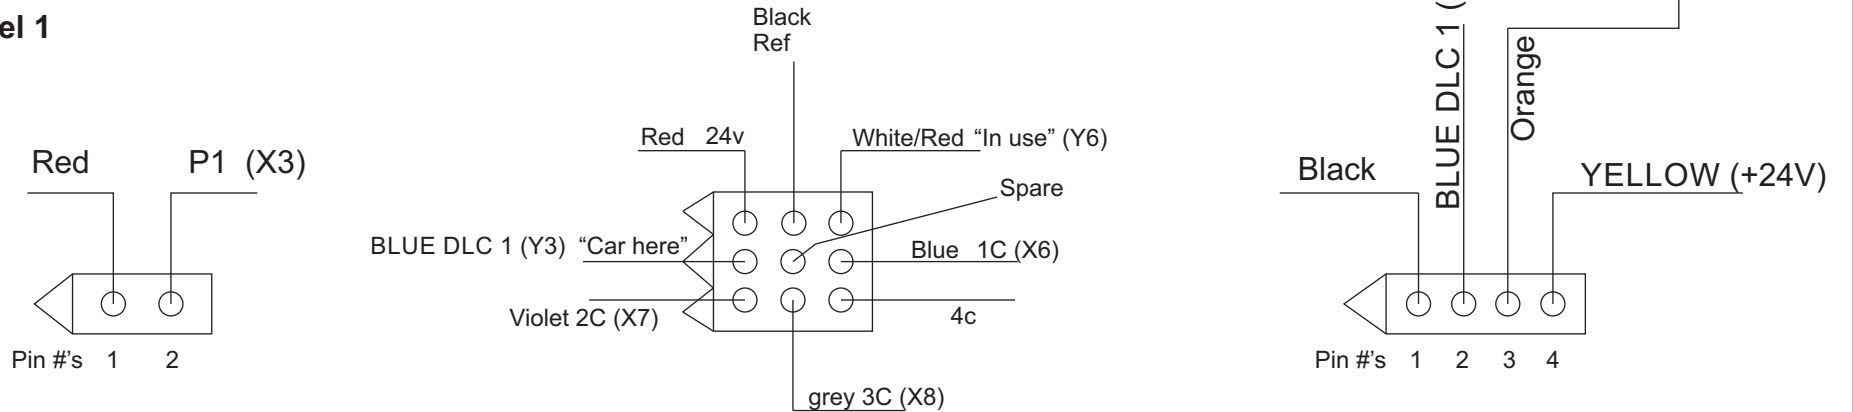 el 1
Black
Ref
Red 24v
White/Red “In use” (Y6)
Spare
BLUE DLC 1 (Y3) “Car here”
Blue 1C (X6)
Violet 2C (X7)
4c
grey 3C (X8)
Red
P1 (X3)
Pin #’s 1 2
BLUE DLC 1 (
Orange
Black
YELLOW (+24V)
Pin #’s 1 2 3 4